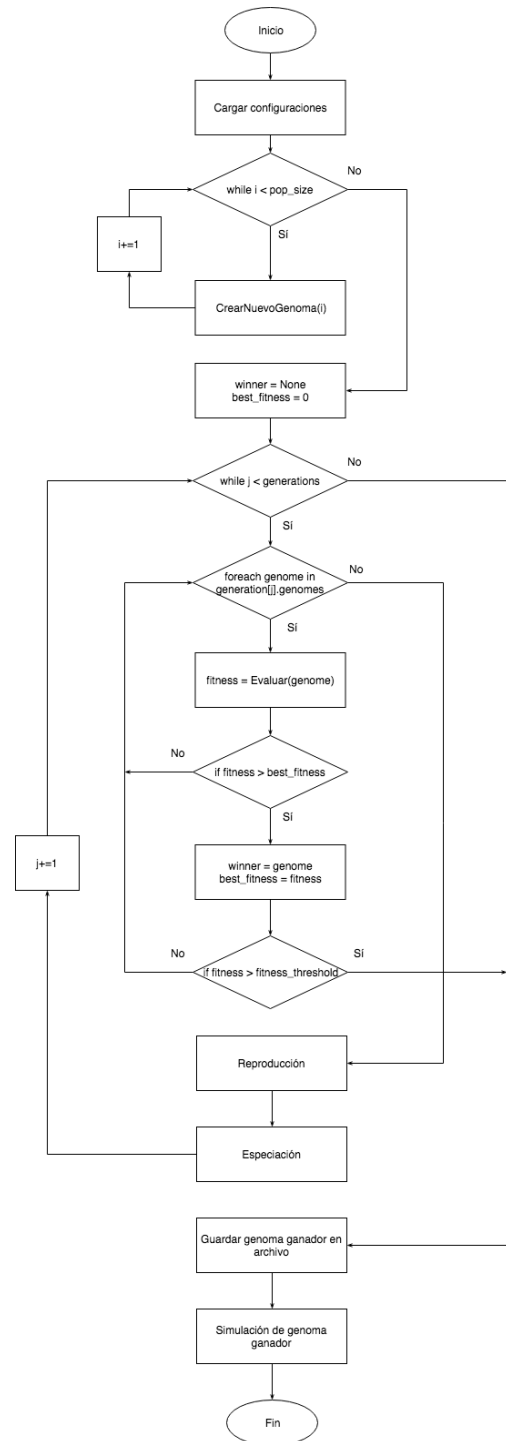 Inicio
Cargar configuraciones
No
while i < pop_size
i+=1
Sí
CrearNuevoGenoma(i)
winner = None
best_fitness = 0
No
while j < generations
Sí
No
foreach genome in
generation[j].genomes
Sí
fitness = Evaluar(genome)
No
if fitness > best_fitness
Sí
j+=1
winner = genome
best_fitness = fitness
No
Sí
if fitness > fitness_threshold
Reproducción
Especiación
Guardar genoma ganador en
archivo
Simulación de genoma
ganador
Fin